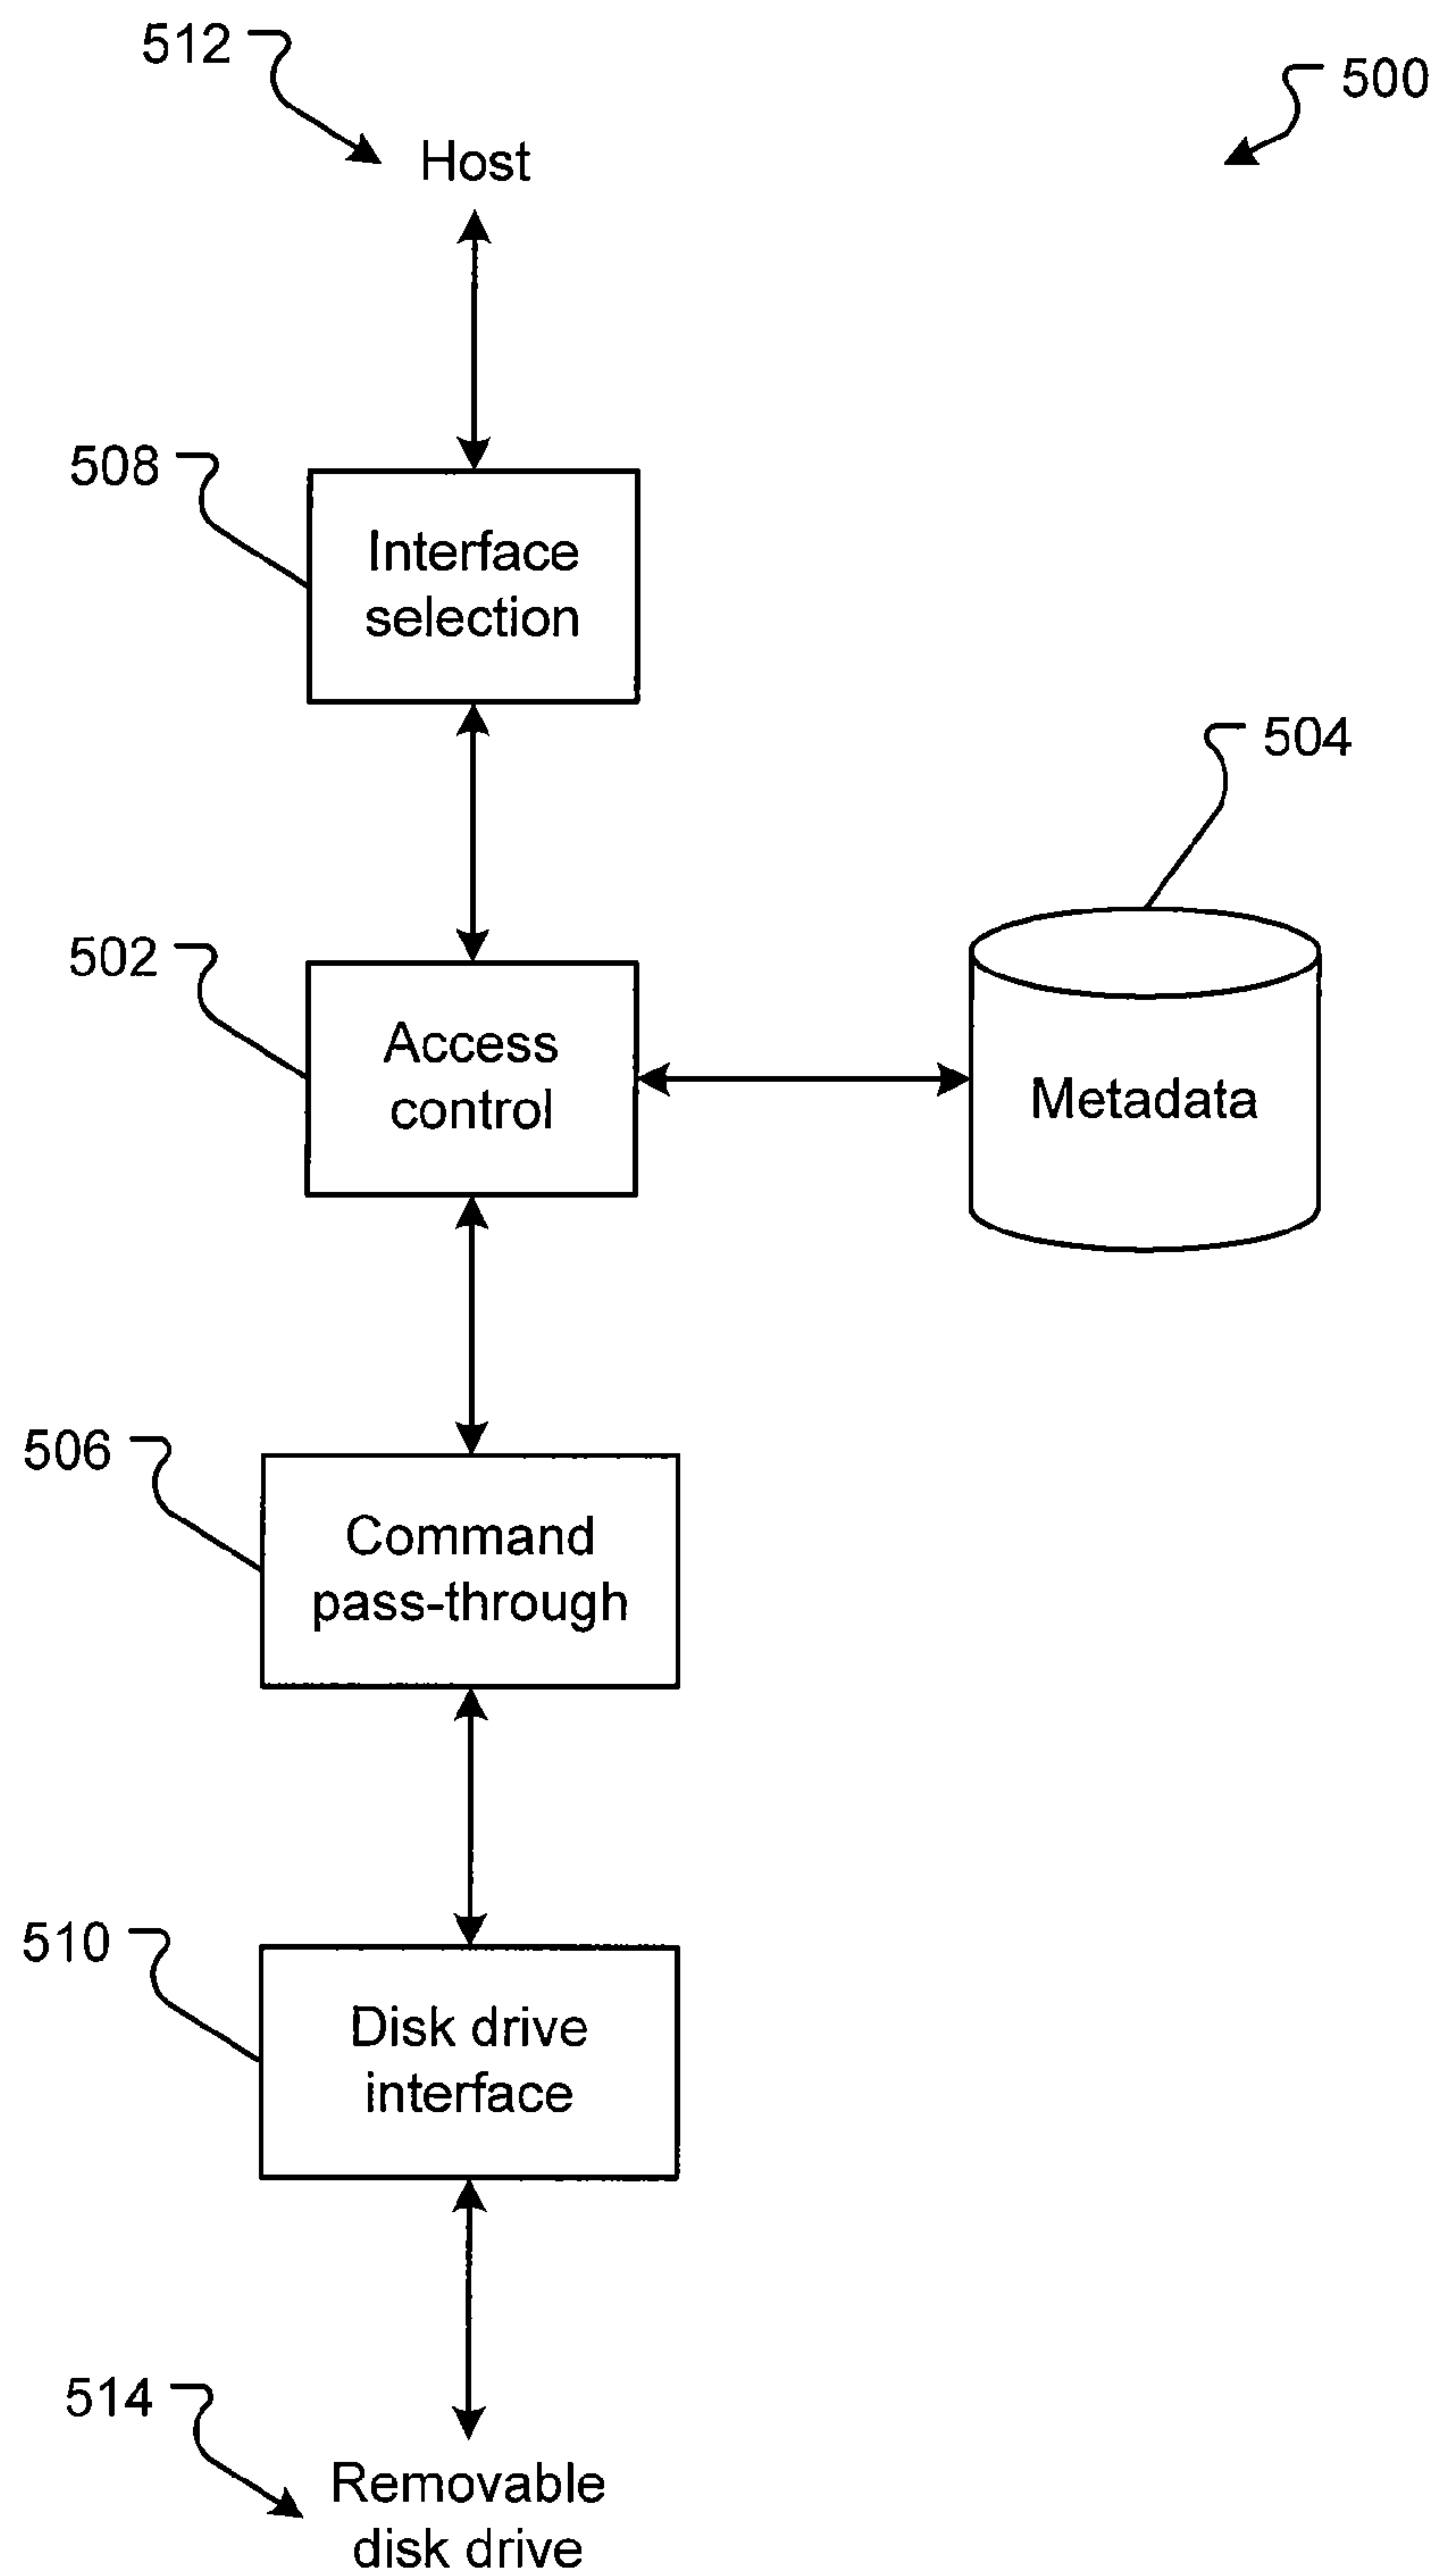 512
500
Host
508
Interface
selection
504
502
Access
control
Metadata
506
Command
pass-through
510
Disk drive
interface
514
Removable
disk drive